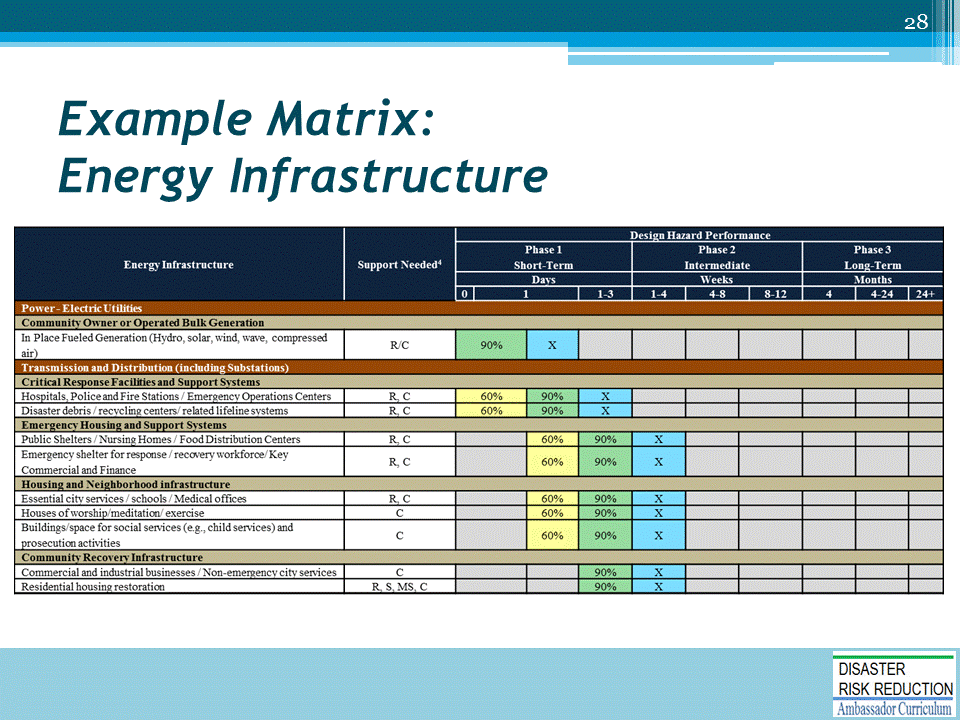 28
Example Matrix:
Energy Infrastructure
Energy Infrastructure
Support Needed4
Design Hazard Performance
Phase 1
Short-Term
Phase 2
Intermediate
Phase 3
Long-Term
Days
Weeks
Months
0 1 1-3 1-4 4-8 8-12 4 4-24 24+
Power - Electric Utilities
Community Owner or Operated Bulk Generation
In Place Fueled Generation (Hydro, solar, wind, wave, compressed
air)
R/C 90% X
Transmission and Distribution (including Substations)
Critical Response Facilities and Support Systems
Hospitals, Police and Fire Stations / Emergency Operations Centers R, C 60% 90% X
Disaster debris / recycling centers/ related lifeline systems R, C 60% 90% X
Emergency Housing and Support Systems
Public Shelters / Nursing Homes / Food Distribution Centers R, C 60% 90% X
Emergency shelter for response / recovery workforce/ Key
Commercial and Finance
R, C 60% 90% X
Housing and Neighborhood infrastructure
Essential city services / schools / Medical offices R, C 60% 90% X
Houses of worship/meditation/ exercise C 60% 90% X
Buildings/space for social services (e.g., child services) and
prosecution activities
C 60% 90% X
Community Recovery Infrastructure
Commercial and industrial businesses / Non-emergency city services C 90% X
Residential housing restoration R, S, MS, C 90% X
DISASTER
RISK REDUCTION
Ambassador Curriculum